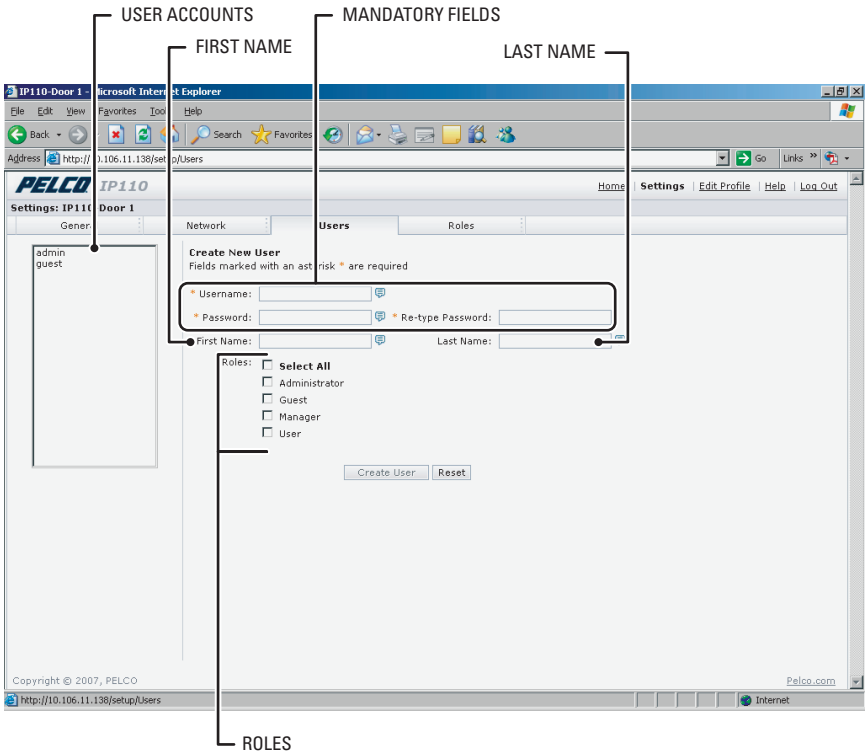 USER ACCOUNTS
MANDATORY FIELDS
FIRST NAME
LAST NAME
IP110-Door 1 - Microsoft Internet Explorer
File Edit View Favorites Tools Help
Back Search Favorites
Address http:// 0.106.11.138/setup/Users Go Links »
PELCO IP110
Home | Settings | Edit Profile | Help | Log Out
Settings: IP110-Door 1
General Network Users Roles
admin
guest
Create New User
Fields marked with an asterisk * are required
* Username:
* Password: * Re-type Password:
First Name: Last Name:
Roles: Select All
Administrator
Guest
Manager
User
Create User Reset
Copyright © 2007, PELCO Pelco.com
http://10.106.11.138/setup/Users Internet
ROLES